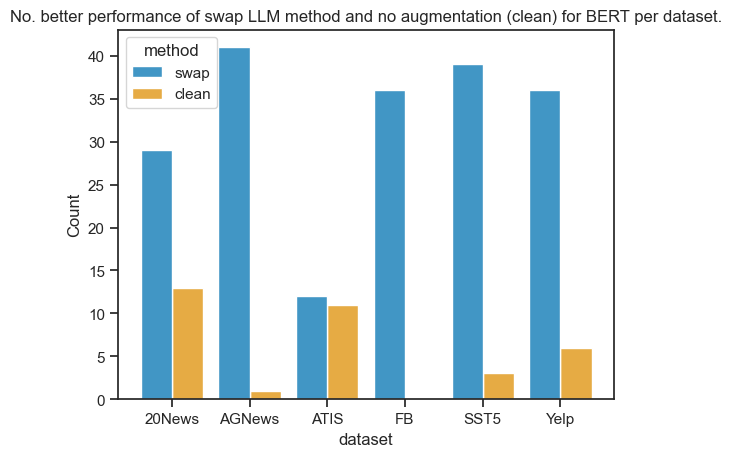 No. better performance of swap LLM method and no augmentation (clean) for BERT per dataset.
method
swap
clean
Count
40
35
30
25
20
15
10
5
0
20News AGNews ATIS FB SST5 Yelp
dataset